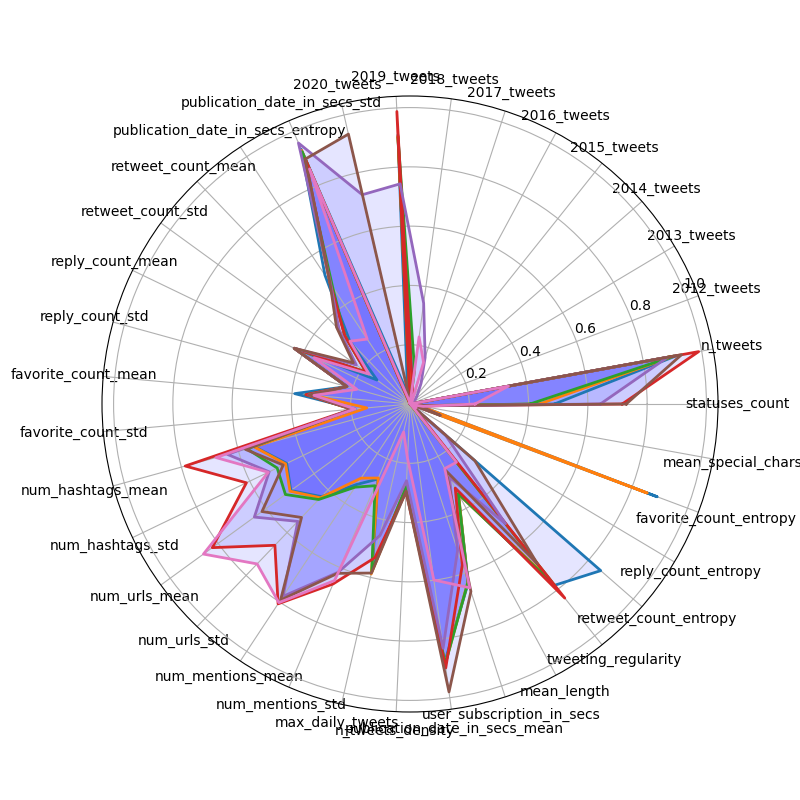 2019_tweets
2018_tweets
2020_tweets
2017_tweets
publication_date_in_secs_std
2016_tweets
publication_date_in_secs_entropy
2015_tweets
retweet_count_mean
2014_tweets
retweet_count_std
2013_tweets
reply_count_mean
2012_tweets
1.0
0.8
reply_count_std
0.6
n_tweets
0.4
favorite_count_mean
0.2
statuses_count
favorite_count_std
mean_special_chars
num_hashtags_mean
favorite_count_entropy
num_hashtags_std
reply_count_entropy
num_urls_mean
retweet_count_entropy
num_urls_std
tweeting_regularity
num_mentions_mean
mean_length
num_mentions_std
user_subscription_in_secs
max_daily_tweets
publication_date_in_secs_mean
n_tweets_density